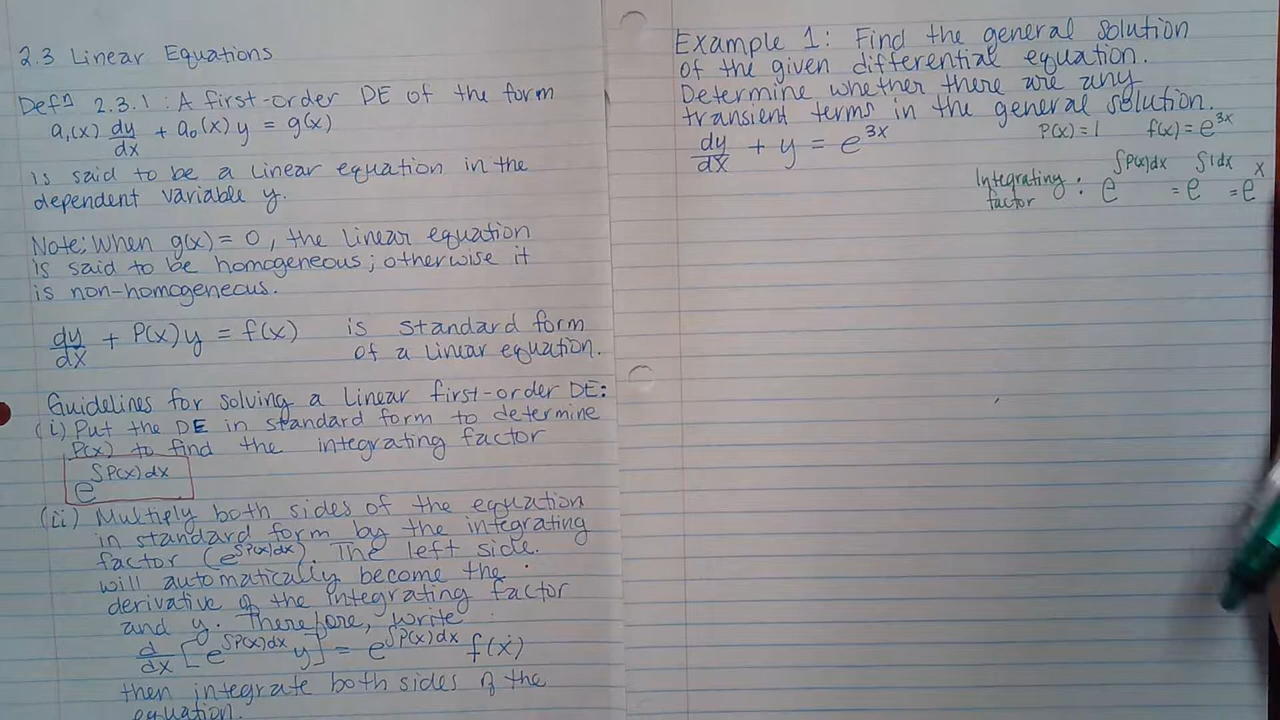 2.3 Linear Equations
Defⁿ 2.3.1: A first-order DE of the form
a₁(x) dy/dx + a₀(x) y = g(x)
is said to be a linear equation in the
dependent variable y.
Note: When g(x) = 0, the linear equation
is said to be homogeneous; otherwise it
is non-homogeneous.
dy/dx + P(x) y = f(x) is standard form
of a linear equation.
Guidelines for solving a linear first-order DE:
(i) Put the DE in standard form to determine
P(x) to find the integrating factor
e^∫P(x)dx
(ii) Multiply both sides of the equation
in standard form by the integrating
factor (e^∫P(x)dx). The left side
will automatically become the
derivative of the integrating factor
and y. Therefore, write
d/dx [e^∫P(x)dx y] = e^∫P(x)dx f(x)
then integrate both sides of the
equation.
Example 1: Find the general solution
of the given differential equation.
Determine whether there are any
transient terms in the general solution.
dy/dx + y = e^3x
P(x) = 1 f(x) = e^3x
Integrating factor : e^∫P(x)dx = e^∫1dx = e^x